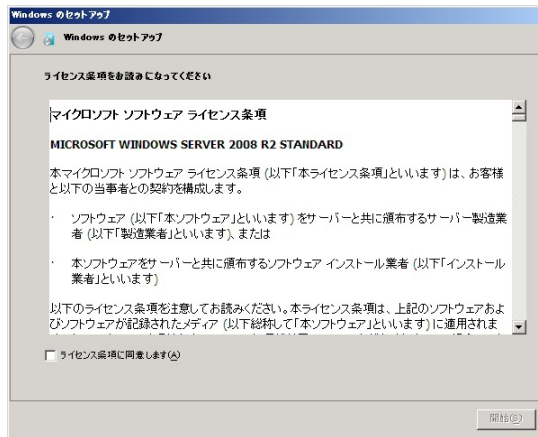 Windows のセットアップ
Windows のセットアップ
ライセンス条項をお読みになってください
マイクロソフト ソフトウェア ライセンス条項
MICROSOFT WINDOWS SERVER 2008 R2 STANDARD
本マイクロソフト ソフトウェア ライセンス条項 (以下「本ライセンス条項」といいます) は、お客様
と以下の当事者との契約を構成します。
· ソフトウェア (以下「本ソフトウェア」といいます) をサーバーと共に頒布するサーバー製造業
者 (以下「製造業者」といいます)、または
· 本ソフトウェアをサーバーと共に頒布するソフトウェア インストール業者 (以下「インストール
業者」といいます)
以下のライセンス条項を注意してお読みください。本ライセンス条項は、上記のソフトウェアおよ
びソフトウェアが記録されたメディア (以下総称して「本ソフトウェア」といいます) に適用されま
ライセンス条項に同意します(A)
開始(S)